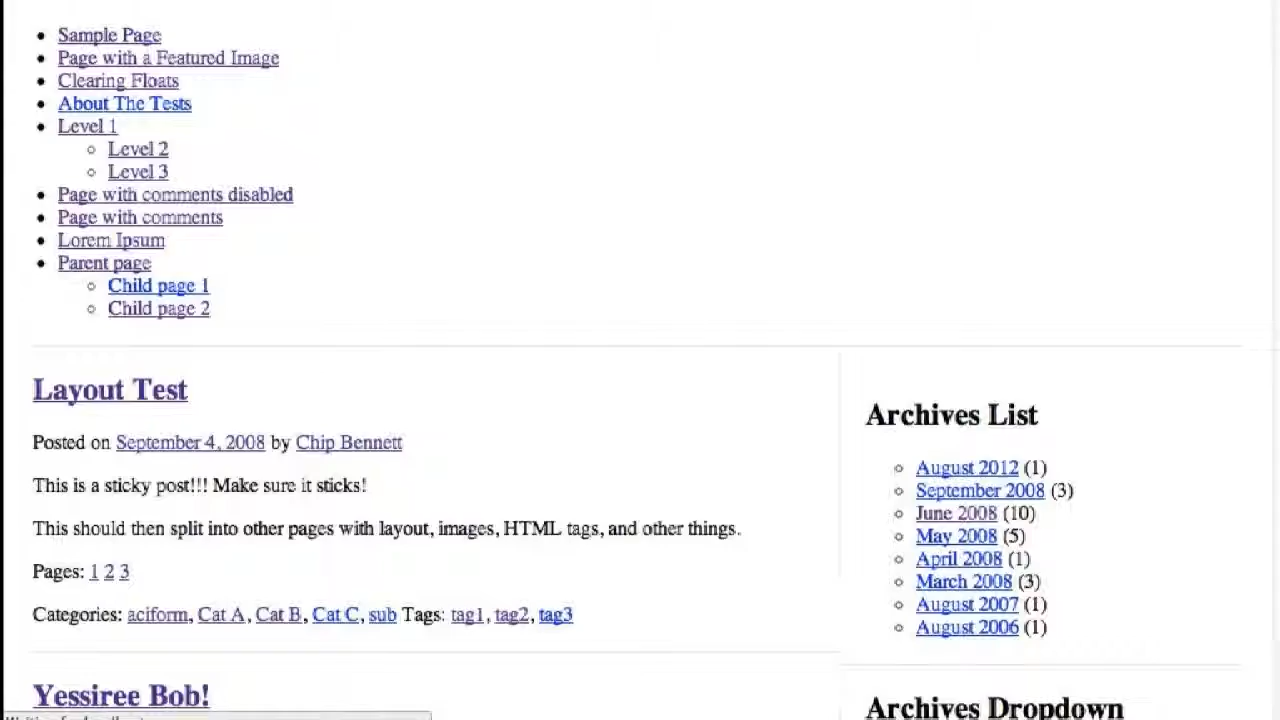 Sample Page
Page with a Featured Image
Clearing Floats
About The Tests
Level 1
Level 2
Level 3
Page with comments disabled
Page with comments
Lorem Ipsum
Parent page
Child page 1
Child page 2
Layout Test
Posted on September 4, 2008 by Chip Bennett
This is a sticky post!!! Make sure it sticks!
This should then split into other pages with layout, images, HTML tags, and other things.
Pages: 1 2 3
Categories: aciform, Cat A, Cat B, Cat C, sub Tags: tag1, tag2, tag3
Yessiree Bob!
Archives List
August 2012 (1)
September 2008 (3)
June 2008 (10)
May 2008 (5)
April 2008 (1)
March 2008 (3)
August 2007 (1)
August 2006 (1)
Archives Dropdown